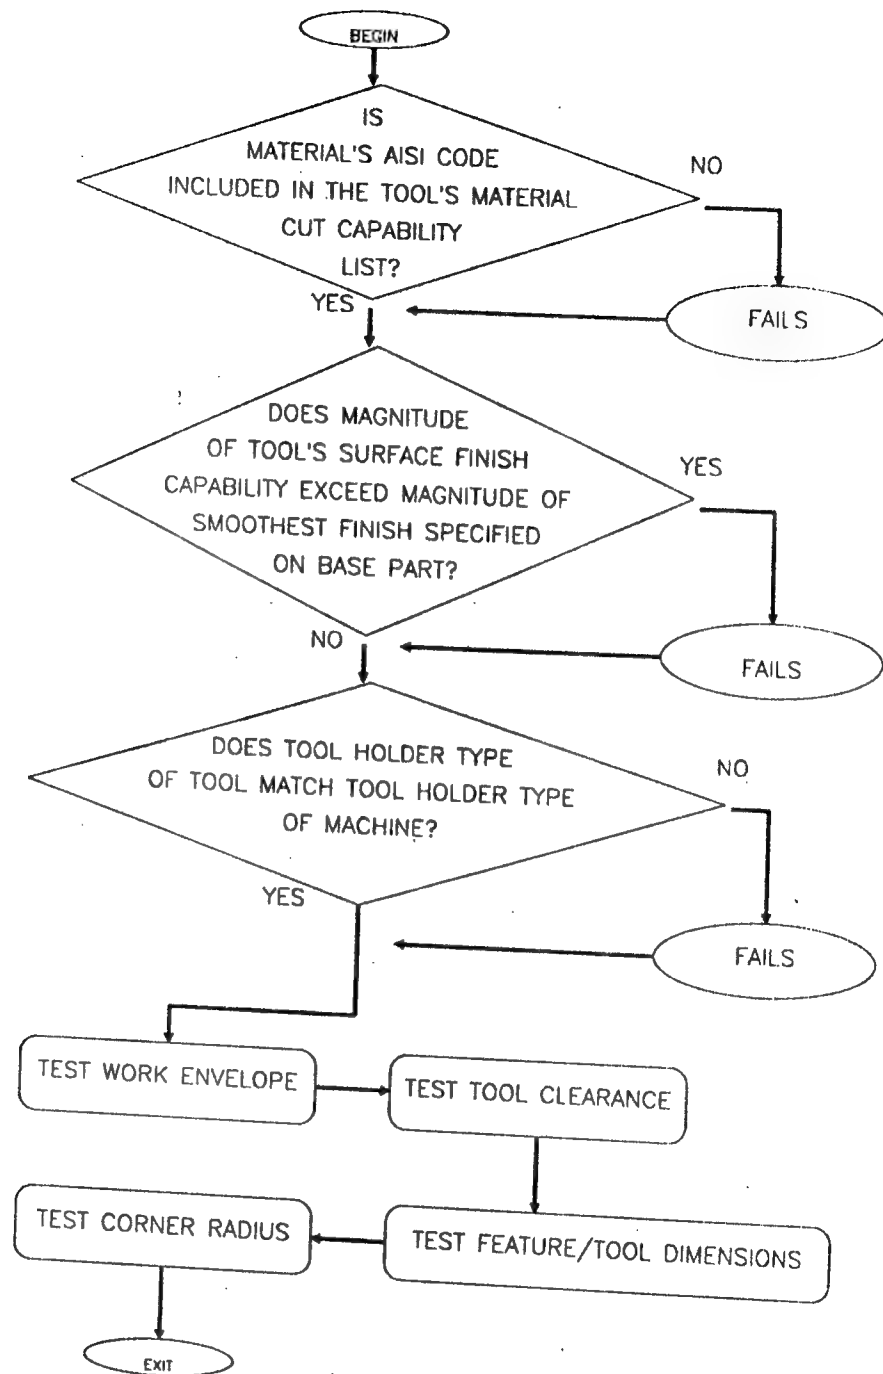 BEGIN
IS
MATERIAL'S AISI CODE
INCLUDED IN THE TOOL'S MATERIAL
CUT CAPABILITY
LIST?
NO
YES
FAILS
DOES MAGNITUDE
OF TOOL'S SURFACE FINISH
CAPABILITY EXCEED MAGNITUDE OF
SMOOTHEST FINISH SPECIFIED
ON BASE PART?
YES
NO
FAILS
DOES TOOL HOLDER TYPE
OF TOOL MATCH TOOL HOLDER TYPE
OF MACHINE?
NO
YES
FAILS
TEST WORK ENVELOPE
TEST TOOL CLEARANCE
TEST CORNER RADIUS
TEST FEATURE/TOOL DIMENSIONS
EXIT